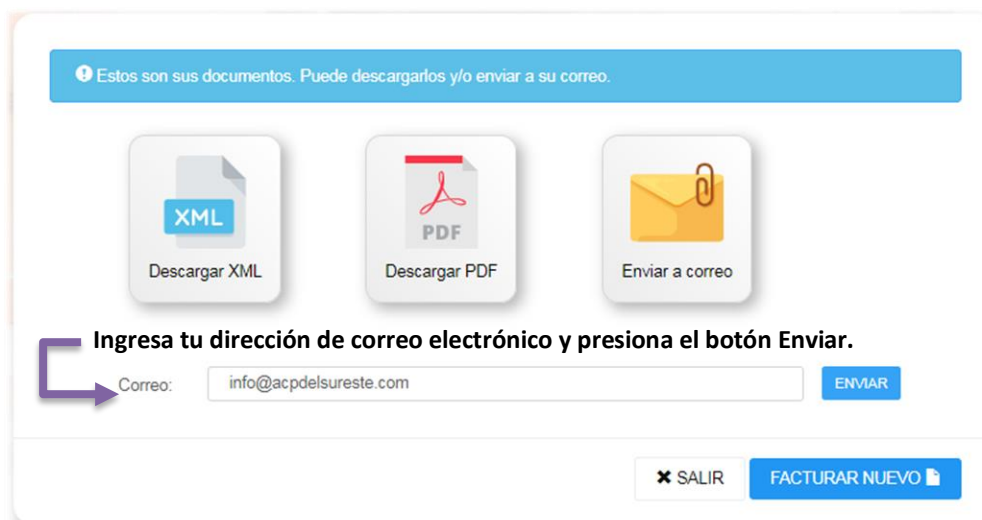 Estos son sus documentos. Puede descargarlos y/o enviar a su correo.
XML
PDF
Descargar XML
Descargar PDF
Enviar a correo
Ingresa tu dirección de correo electrónico y presiona el botón Enviar.
Correo:
info@acpdelsureste.com
ENVIAR
SALIR
FACTURAR NUEVO